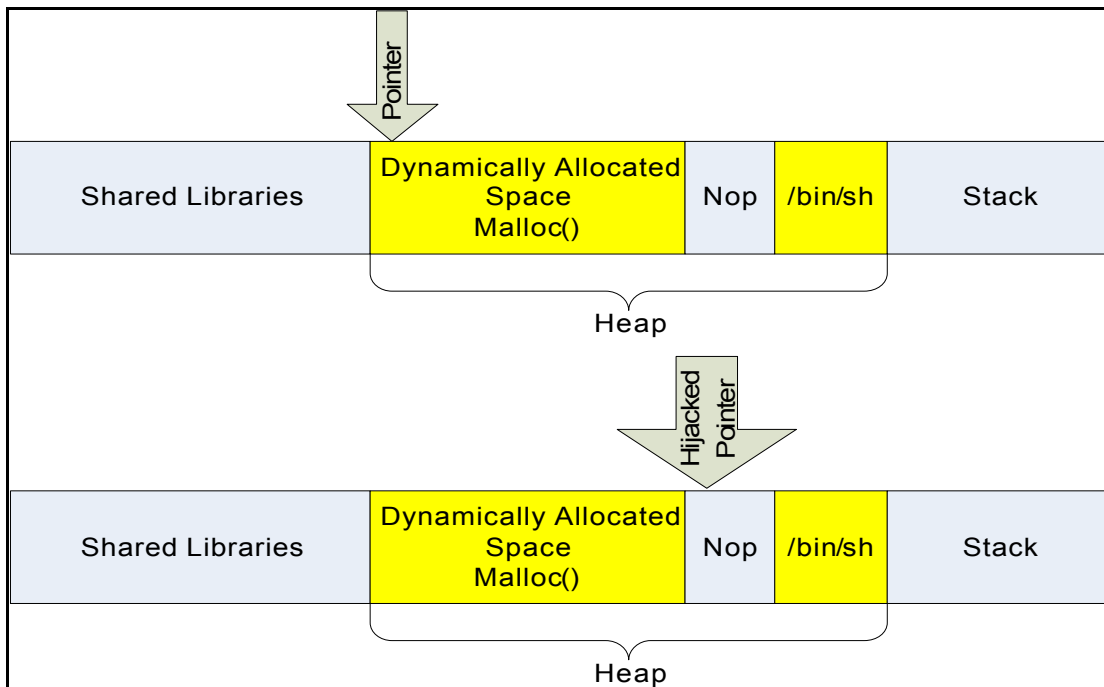 Pointer
Shared Libraries
Dynamically Allocated
Space
Malloc()
Nop
/bin/sh
Stack
Heap
Hijacked
Pointer
Shared Libraries
Dynamically Allocated
Space
Malloc()
Nop
/bin/sh
Stack
Heap